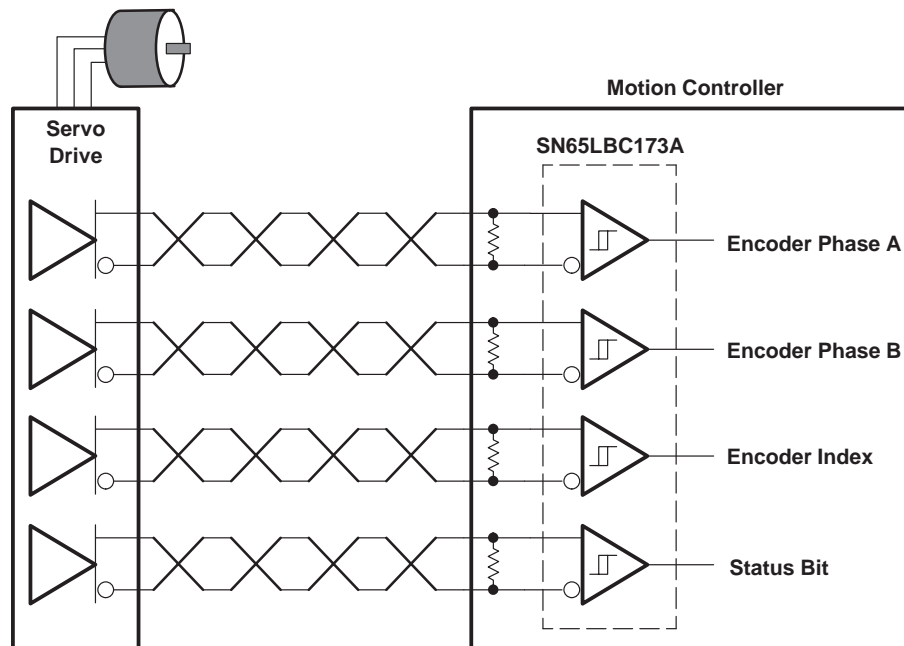 Motion Controller
Servo
Drive
SN65LBC173A
Encoder Phase A
Encoder Phase B
Encoder Index
Status Bit